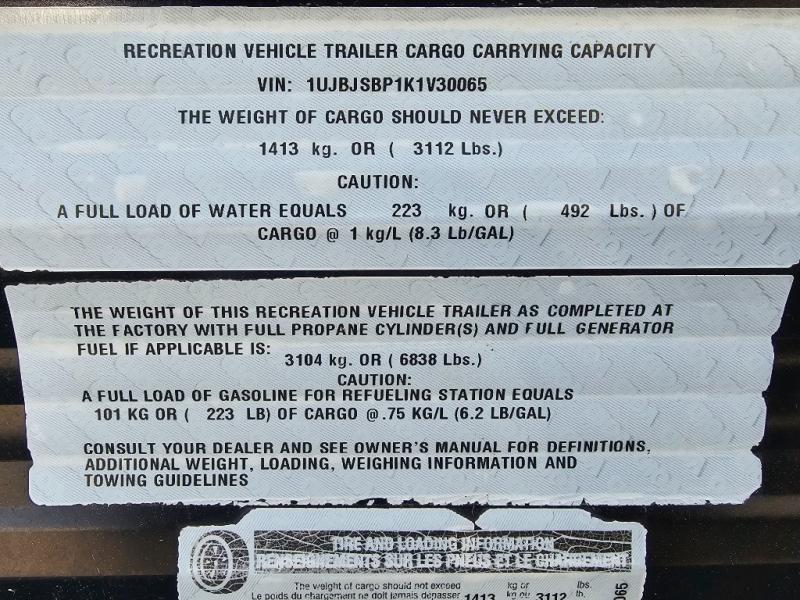 RECREATION VEHICLE TRAILER CARGO CARRYING CAPACITY
VIN: 1UJBJSBP1K1V30065
THE WEIGHT OF CARGO SHOULD NEVER EXCEED:
1413 kg. OR ( 3112 Lbs.)
CAUTION:
A FULL LOAD OF WATER EQUALS 223 kg. OR ( 492 Lbs. ) OF
CARGO @ 1 kg/L (8.3 Lb/GAL)
THE WEIGHT OF THIS RECREATION VEHICLE TRAILER AS COMPLETED AT
THE FACTORY WITH FULL PROPANE CYLINDER(S) AND FULL GENERATOR
FUEL IF APPLICABLE IS:
3104 kg. OR ( 6838 Lbs.)
CAUTION:
A FULL LOAD OF GASOLINE FOR REFUELING STATION EQUALS
101 KG OR ( 223 LB) OF CARGO @ .75 KG/L (6.2 LB/GAL)
CONSULT YOUR DEALER AND SEE OWNER'S MANUAL FOR DEFINITIONS,
ADDITIONAL WEIGHT, LOADING, WEIGHING INFORMATION AND
TOWING GUIDELINES
TIRE AND LOADING INFORMATION
RENSEIGNEMENTS SUR LES PNEUS ET LE CHARGEMENT
The weight of cargo should not exceed kg or lbs.
Le poids du chargement ne doit jamais dépasser 1413 kg ou 3112 lb.
065